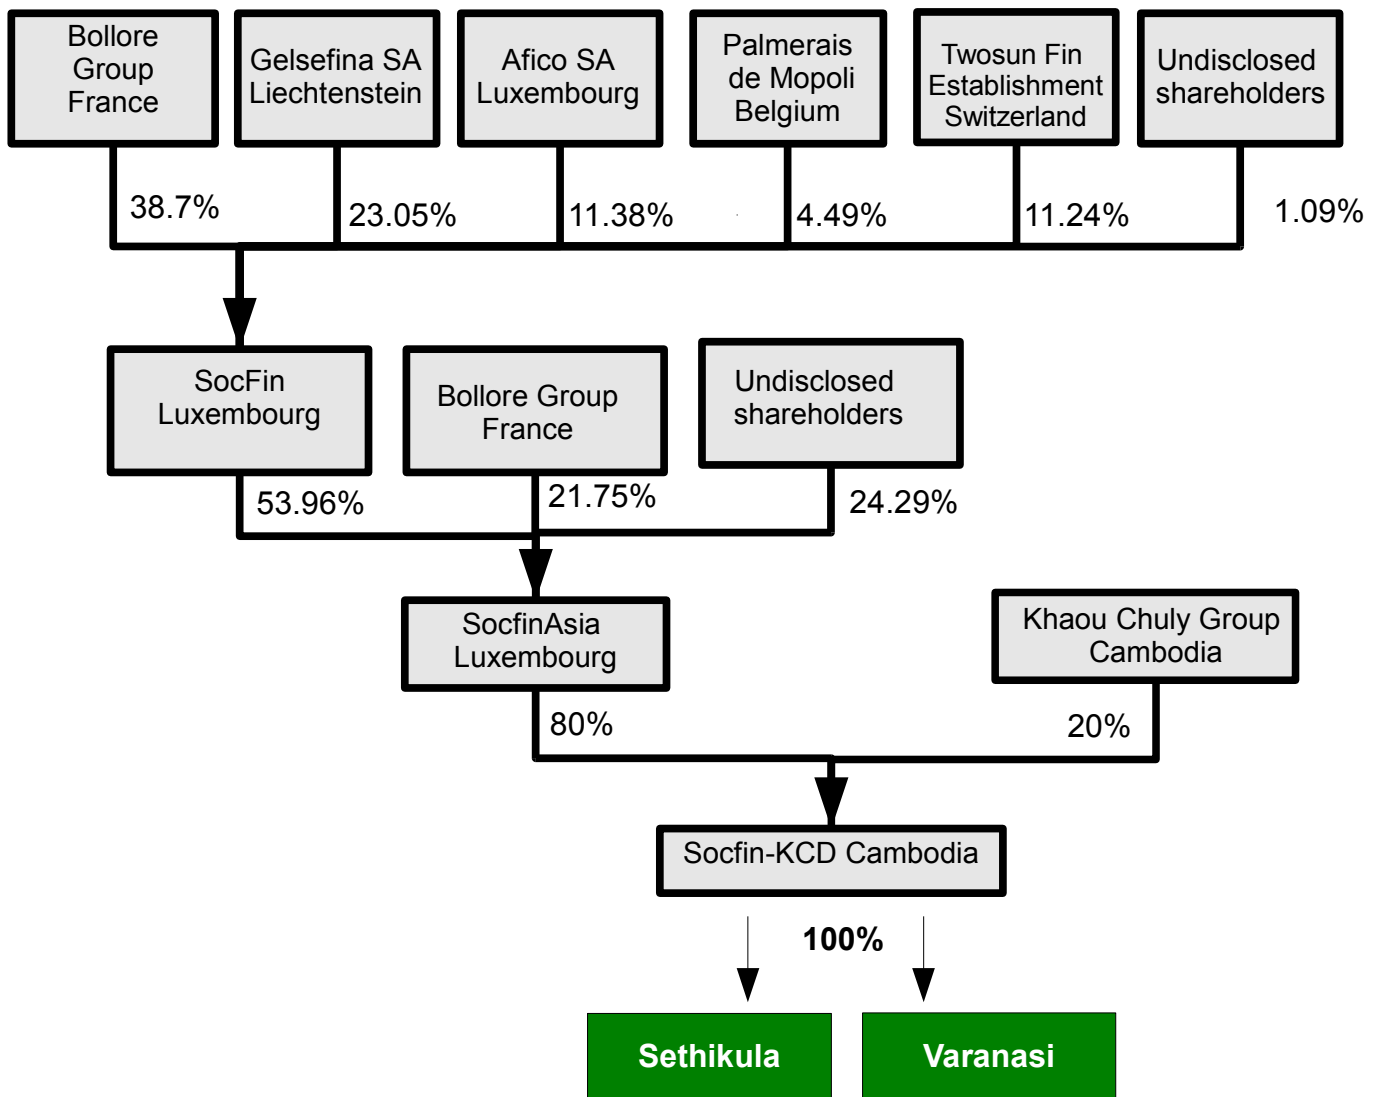 Bollore
Group
France
Gelsefina SA
Liechtenstein
Afico SA
Luxembourg
Palmerais
de Mopoli
Belgium
Twosun Fin
Establishment
Switzerland
Undisclosed
shareholders
38.7%
23.05%
11.38%
4.49%
11.24%
1.09%
SocFin
Luxembourg
Bollore Group
France
Undisclosed
shareholders
53.96%
21.75%
24.29%
SocfinAsia
Luxembourg
Khaou Chuly Group
Cambodia
80%
20%
Socfin-KCD Cambodia
100%
Sethikula
Varanasi